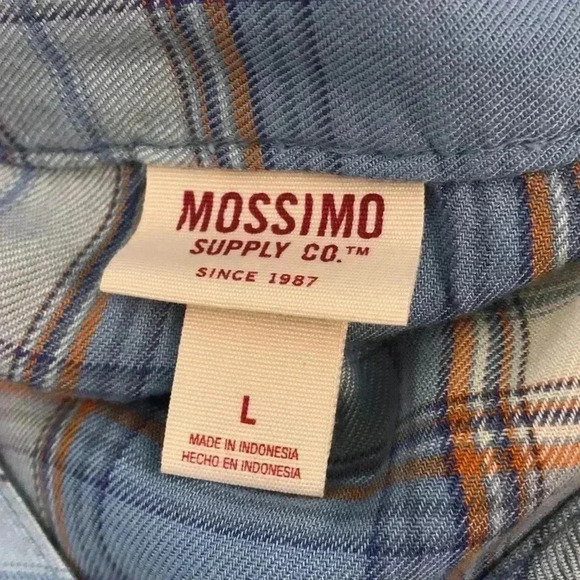 MOSSIMO
SUPPLY CO.™
SINCE 1987
L
MADE IN INDONESIA
HECHO EN INDONESIA